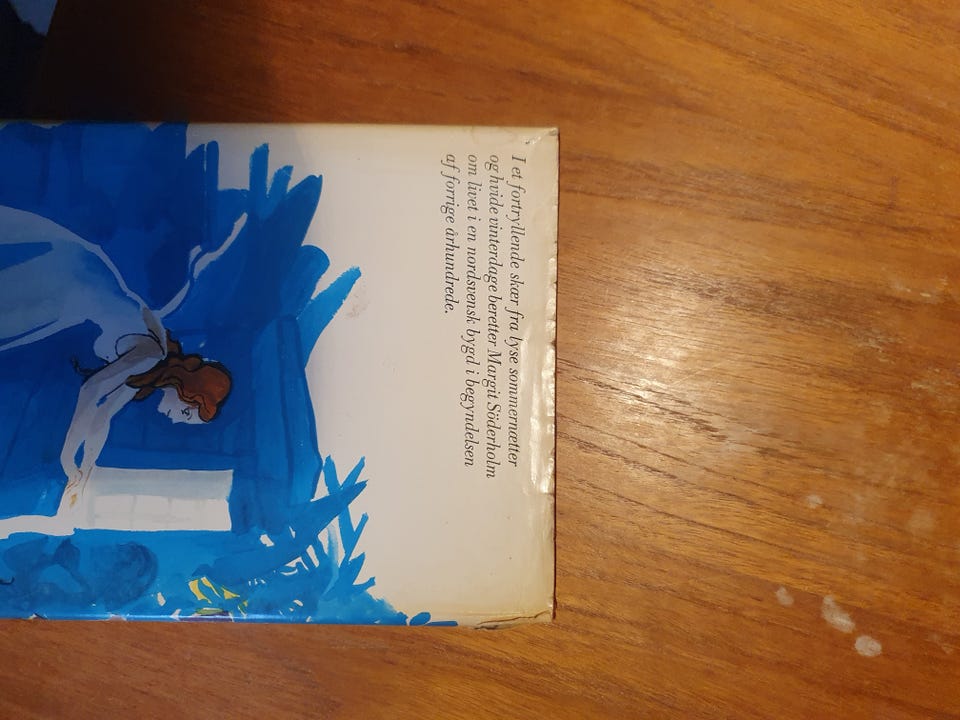 I et fortryllende skær fra lyse sommernætter
og hvide vinterdage beretter Margit Söderholm
om livet i en nordsvensk bygd i begyndelsen
af forrige århundrede.